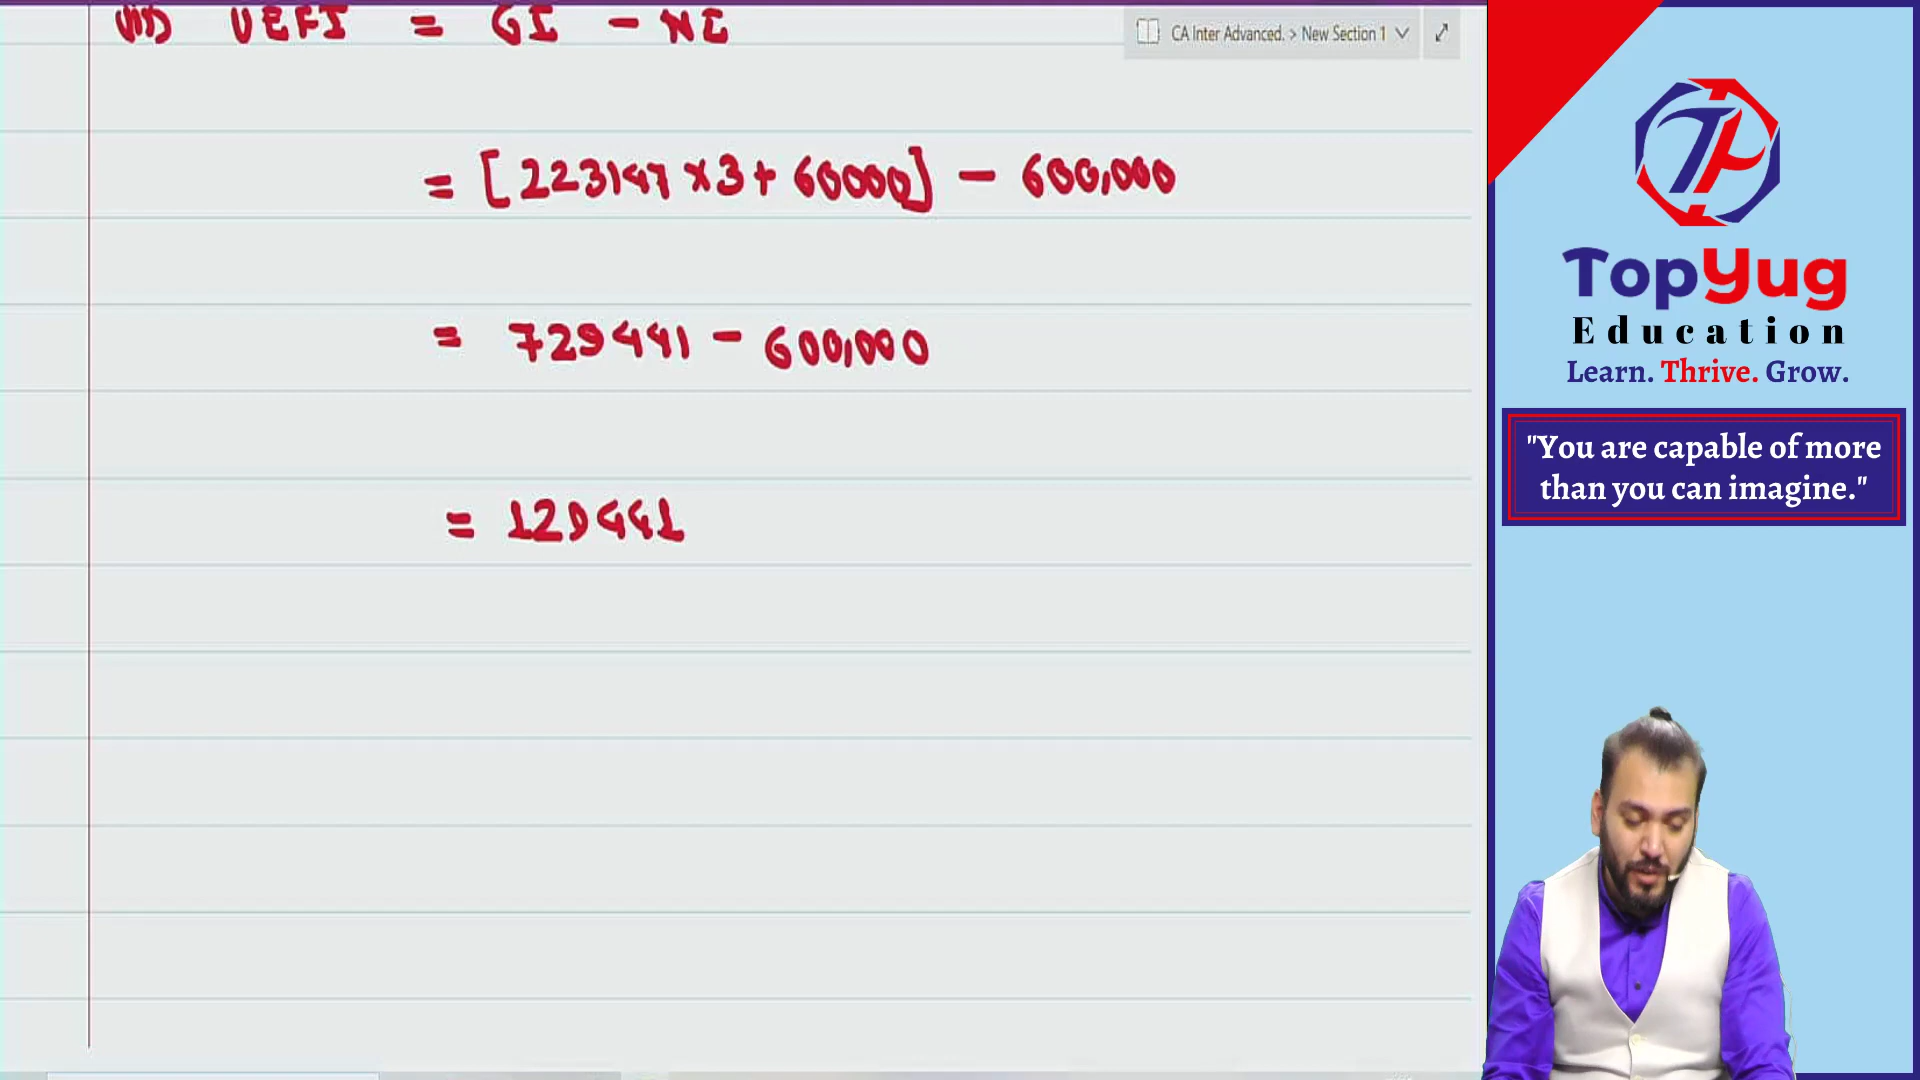 viii) UEFI = GI - NI
CA Inter Advanced. > New Section 1
= [223147 x 3 + 60000] - 600,000
= 729441 - 600,000
= 129441
TopYug
Education
Learn. Thrive. Grow.
"You are capable of more
than you can imagine."